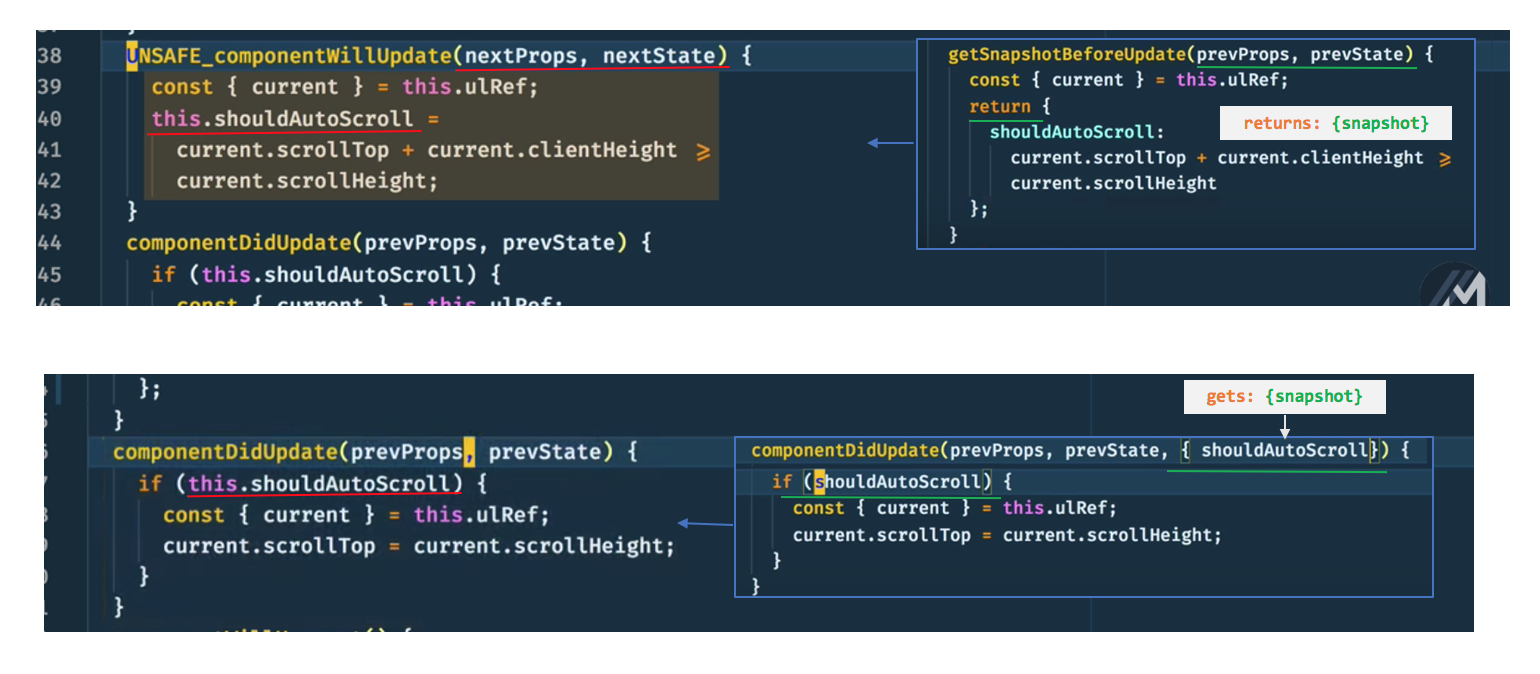 38 UNSAFE_componentWillUpdate(nextProps, nextState) {
39 const { current } = this.ulRef;
40 this.shouldAutoScroll =
41 current.scrollTop + current.clientHeight ⩾
42 current.scrollHeight;
43 }
44 componentDidUpdate(prevProps, prevState) {
45 if (this.shouldAutoScroll) {
46 const { current } = this.ulRef;
getSnapshotBeforeUpdate(prevProps, prevState) {
const { current } = this.ulRef;
return {
returns: {snapshot}
shouldAutoScroll:
current.scrollTop + current.clientHeight ⩾
current.scrollHeight
};
}
};
}
componentDidUpdate(prevProps, prevState) {
if (this.shouldAutoScroll) {
const { current } = this.ulRef;
current.scrollTop = current.scrollHeight;
}
}
gets: {snapshot}
componentDidUpdate(prevProps, prevState, { shouldAutoScroll}) {
if (shouldAutoScroll) {
const { current } = this.ulRef;
current.scrollTop = current.scrollHeight;
}
}